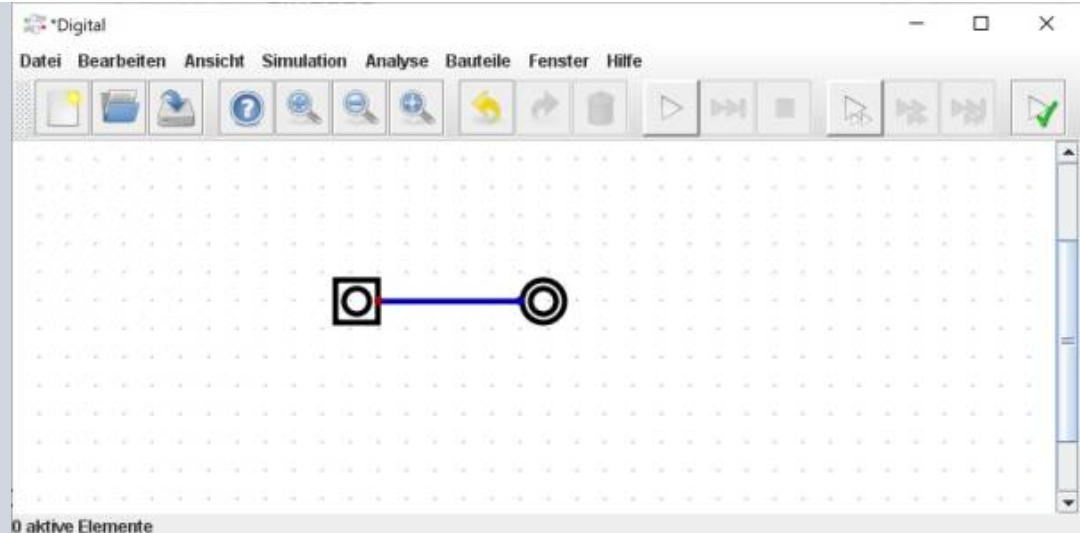 *Digital
Datei Bearbeiten Ansicht Simulation Analyse Bauteile Fenster Hilfe
0 aktive Elemente